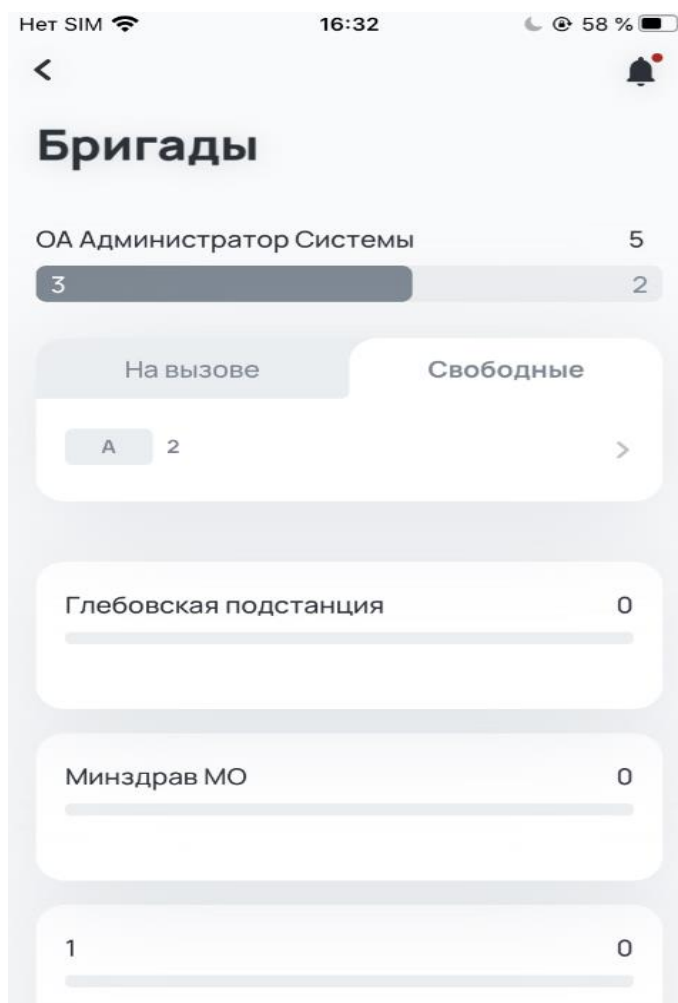 Нет SIM 16:32 58 %
Бригады
ОА Администратор Системы 5
3 2
На вызове Свободные
А 2
Глебовская подстанция 0
Минздрав МО 0
1 0